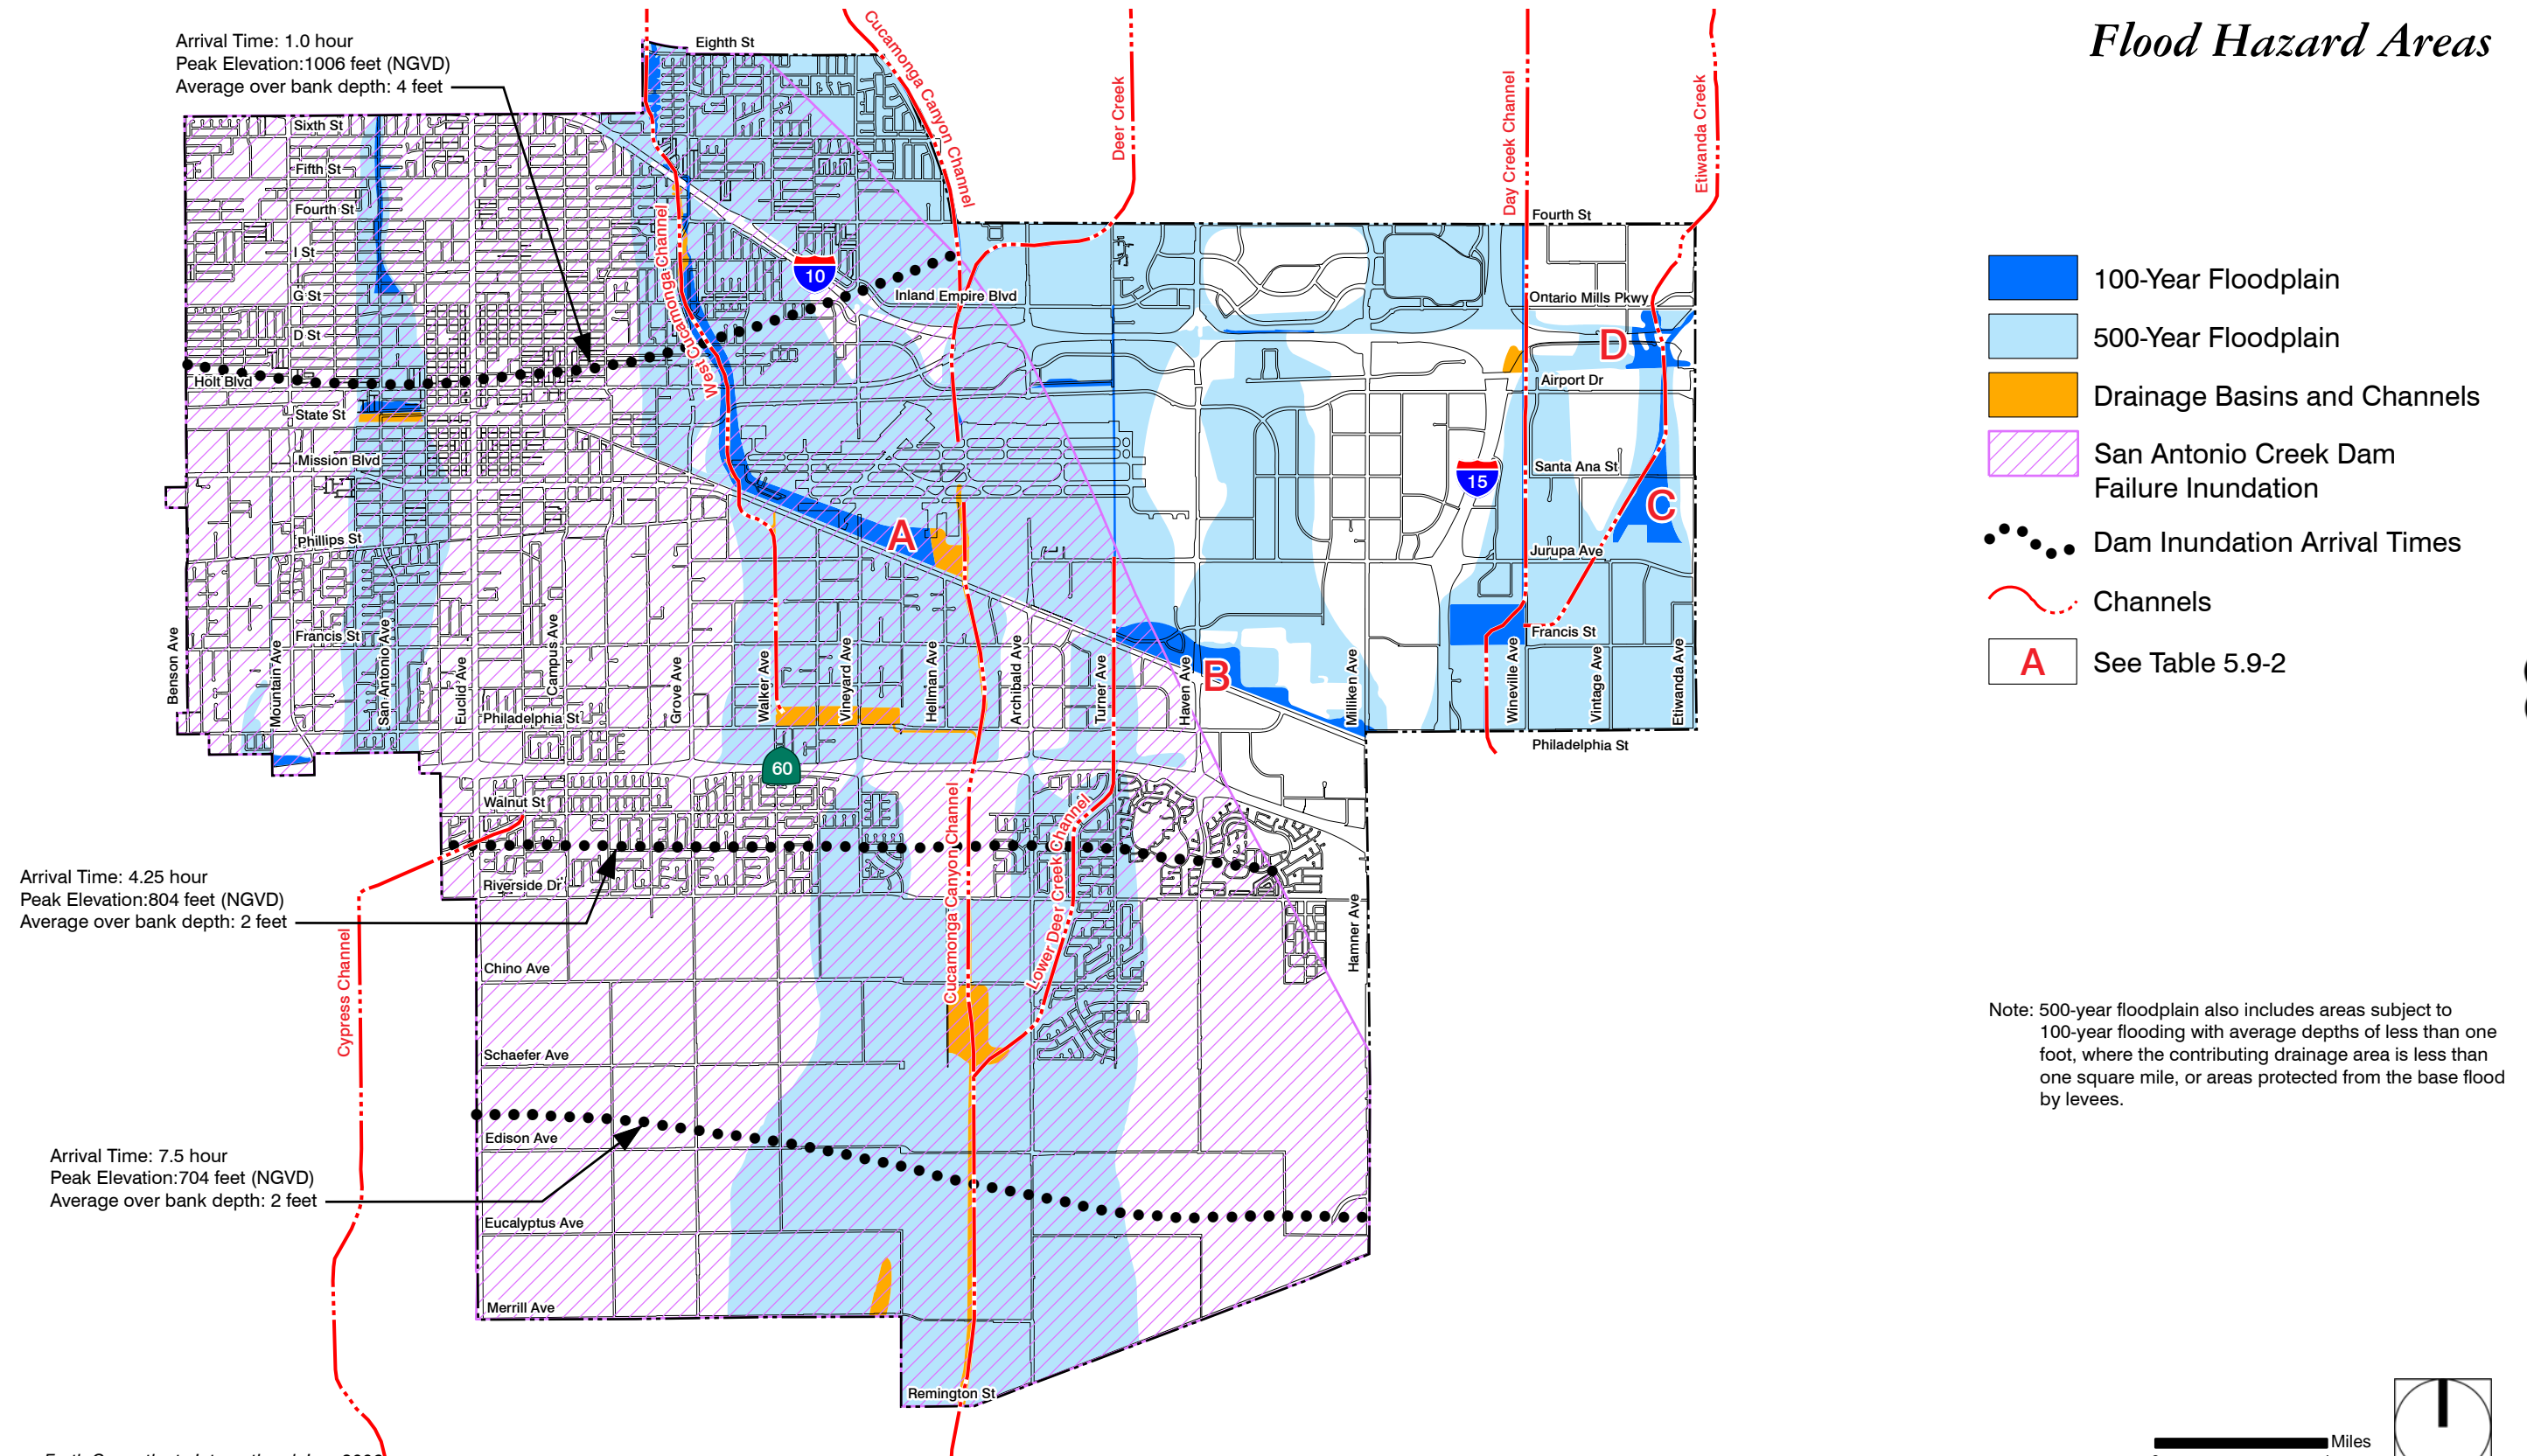 Flood Hazard Areas
Arrival Time: 1.0 hour
Peak Elevation:1006 feet (NGVD)
Average over bank depth: 4 feet
Eighth St
Cucamonga Canyon Channel
Deer Creek
Day Creek Channel
Etiwanda Creek
Sixth St
Fifth St
Fourth St
Fourth St
I St
G St
D St
Holt Blvd
State St
Mission Blvd
Phillips St
Francis St
West Cucamonga Channel
10
Inland Empire Blvd
Ontario Mills Pkwy
D
Airport Dr
15
Santa Ana St
C
A
Jurupa Ave
Francis St
B
Benson Ave
Mountain Ave
San Antonio Ave
Euclid Ave
Campus Ave
Grove Ave
Walker Ave
Vineyard Ave
Hellman Ave
Archibald Ave
Turner Ave
Haven Ave
Milliken Ave
Wineville Ave
Vintage Ave
Etiwanda Ave
Philadelphia St
Philadelphia St
60
Walnut St
Riverside Dr
Arrival Time: 4.25 hour
Peak Elevation:804 feet (NGVD)
Average over bank depth: 2 feet
Cypress Channel
Cucamonga Canyon Channel
Lower Deer Creek Channel
Hamner Ave
Chino Ave
Schaefer Ave
Edison Ave
Arrival Time: 7.5 hour
Peak Elevation:704 feet (NGVD)
Average over bank depth: 2 feet
Eucalyptus Ave
Merrill Ave
Remington St
100-Year Floodplain
500-Year Floodplain
Drainage Basins and Channels
San Antonio Creek Dam
Failure Inundation
Dam Inundation Arrival Times
Channels
A See Table 5.9-2
Note: 500-year floodplain also includes areas subject to
100-year flooding with average depths of less than one
foot, where the contributing drainage area is less than
one square mile, or areas protected from the base flood
by levees.
Miles